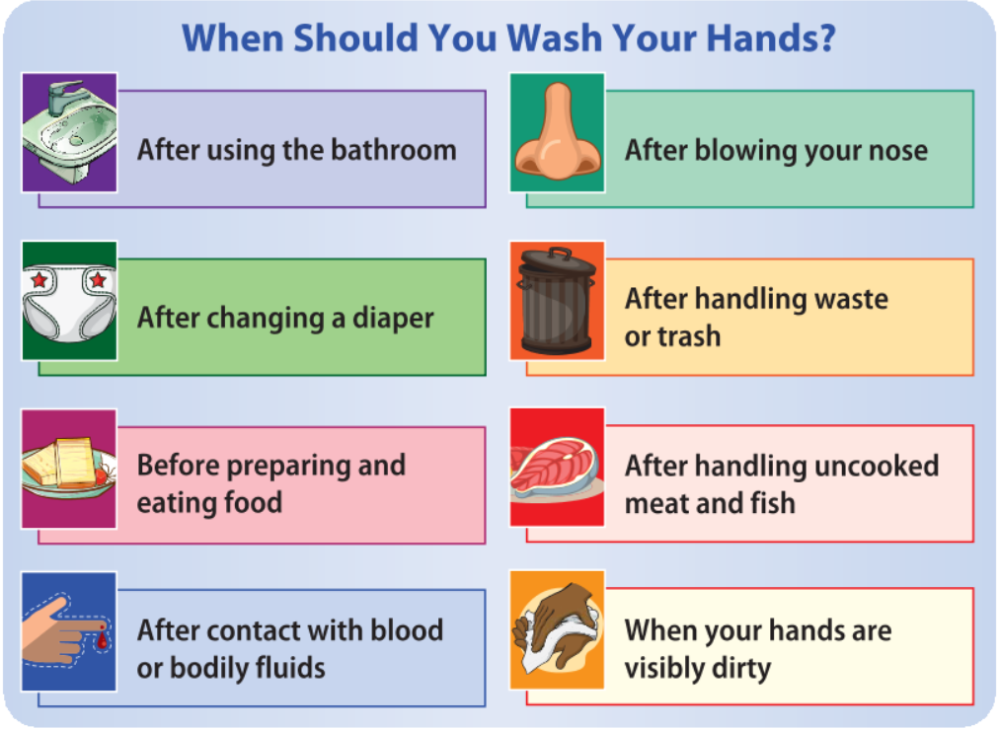 When Should You Wash Your Hands?
After using the bathroom
After blowing your nose
After changing a diaper
After handling waste
or trash
Before preparing and
eating food
After handling uncooked
meat and fish
After contact with blood
or bodily fluids
When your hands are
visibly dirty